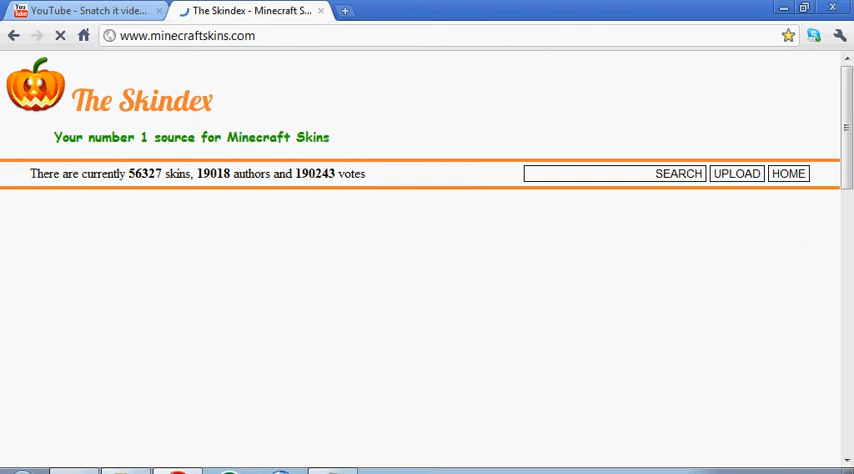 YouTube - Snatch it vide...
The Skindex - Minecraft S...
www.minecraftskins.com
The Skindex
Your number 1 source for Minecraft Skins
There are currently 56327 skins, 19018 authors and 190243 votes
SEARCH UPLOAD HOME